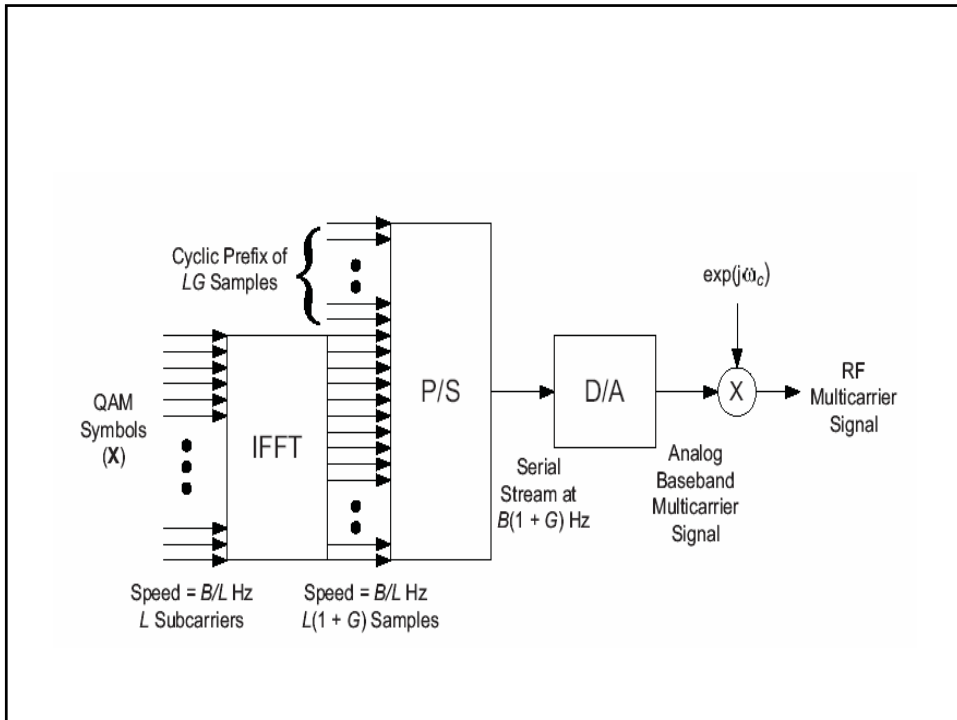 Cyclic Prefix of
LG Samples
exp(jω_c)
QAM
Symbols
(X)
IFFT
P/S
D/A
X
RF
Multicarrier
Signal
Serial
Stream at
B(1 + G) Hz
Analog
Baseband
Multicarrier
Signal
Speed = B/L Hz
L Subcarriers
Speed = B/L Hz
L(1 + G) Samples